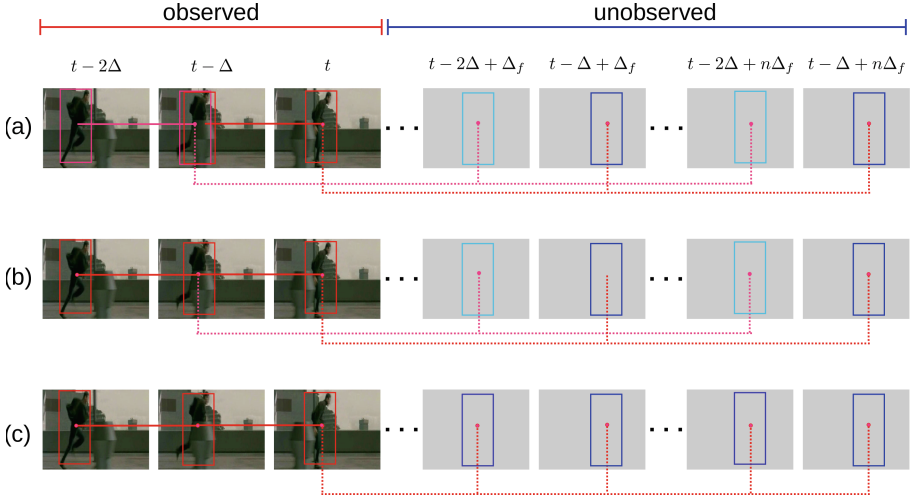 observed unobserved
t − 2Δ t − Δ t t − 2Δ + Δ_f t − Δ + Δ_f t − 2Δ + nΔ_f t − Δ + nΔ_f
(a) ... ...
(b) ... ...
(c) ... ...